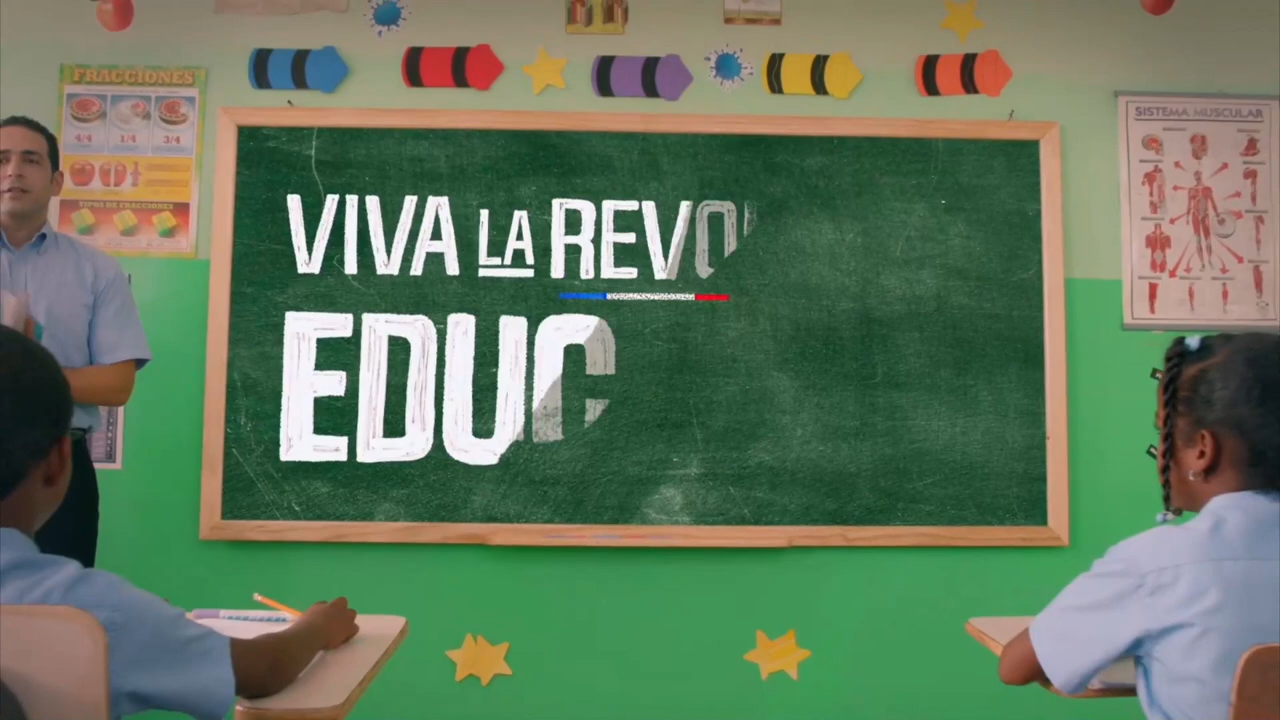 FRACCIONES
4/4 1/4 3/4
TIPOS DE FRACCIONES
SISTEMA MUSCULAR
VIVA LA REVO
EDUC